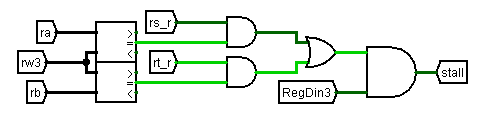 ra
rs_r
>
=
<
rw3
stall
>
rt_r
=
<
rb
RegDin3